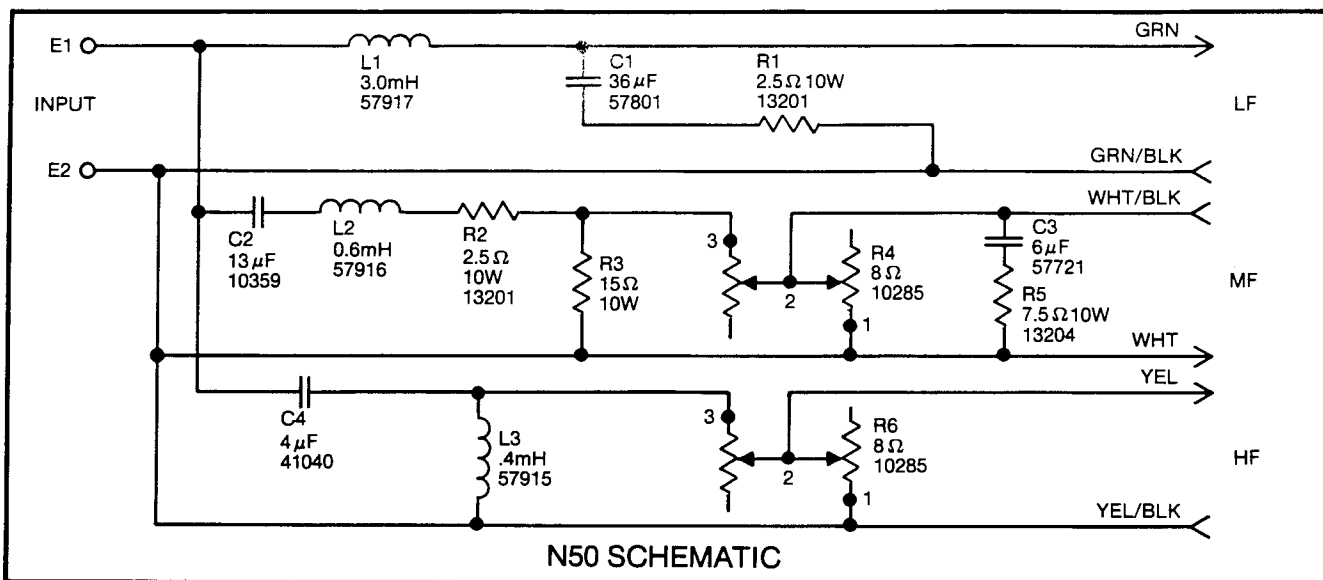 E1
GRN
L1
3.0mH
57917
C1
36µF
57801
R1
2.5Ω 10W
13201
INPUT
LF
E2
GRN/BLK
WHT/BLK
C2
13µF
10359
L2
0.6mH
57916
R2
2.5Ω
10W
13201
R3
15Ω
10W
3
2
R4
8Ω
10285
1
C3
6µF
57721
R5
7.5Ω 10W
13204
MF
WHT
YEL
C4
4µF
41040
L3
.4mH
57915
3
2
R6
8Ω
10285
1
HF
YEL/BLK
N50 SCHEMATIC